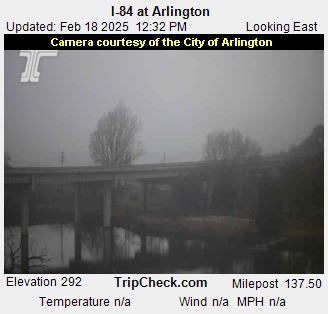 I-84 at Arlington
Updated: Feb 18 2025 12:32 PM Looking East
Camera courtesy of the City of Arlington
Elevation 292 TripCheck.com Milepost 137.50
Temperature n/a Wind n/a MPH n/a